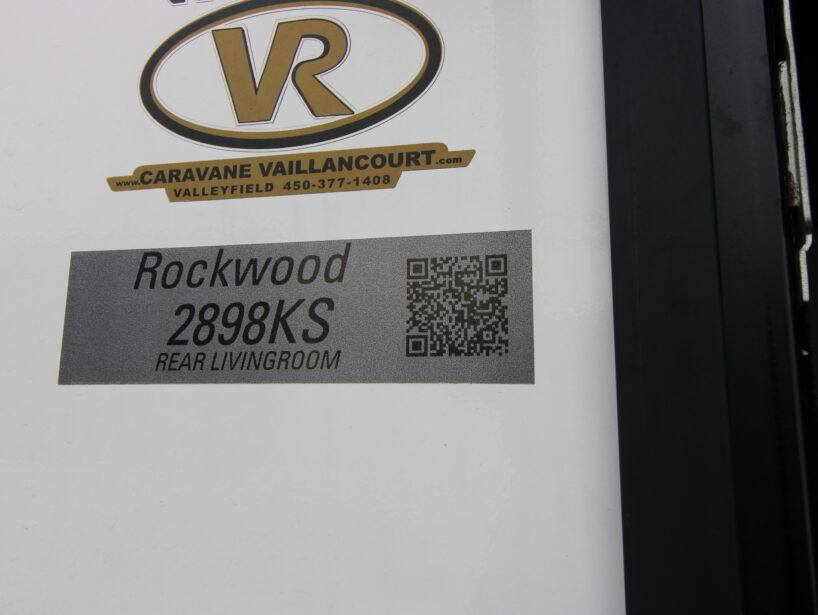 VR
www.CARAVANE VAILLANCOURT.com
VALLEYFIELD 450-377-1408
Rockwood
2898KS
REAR LIVINGROOM